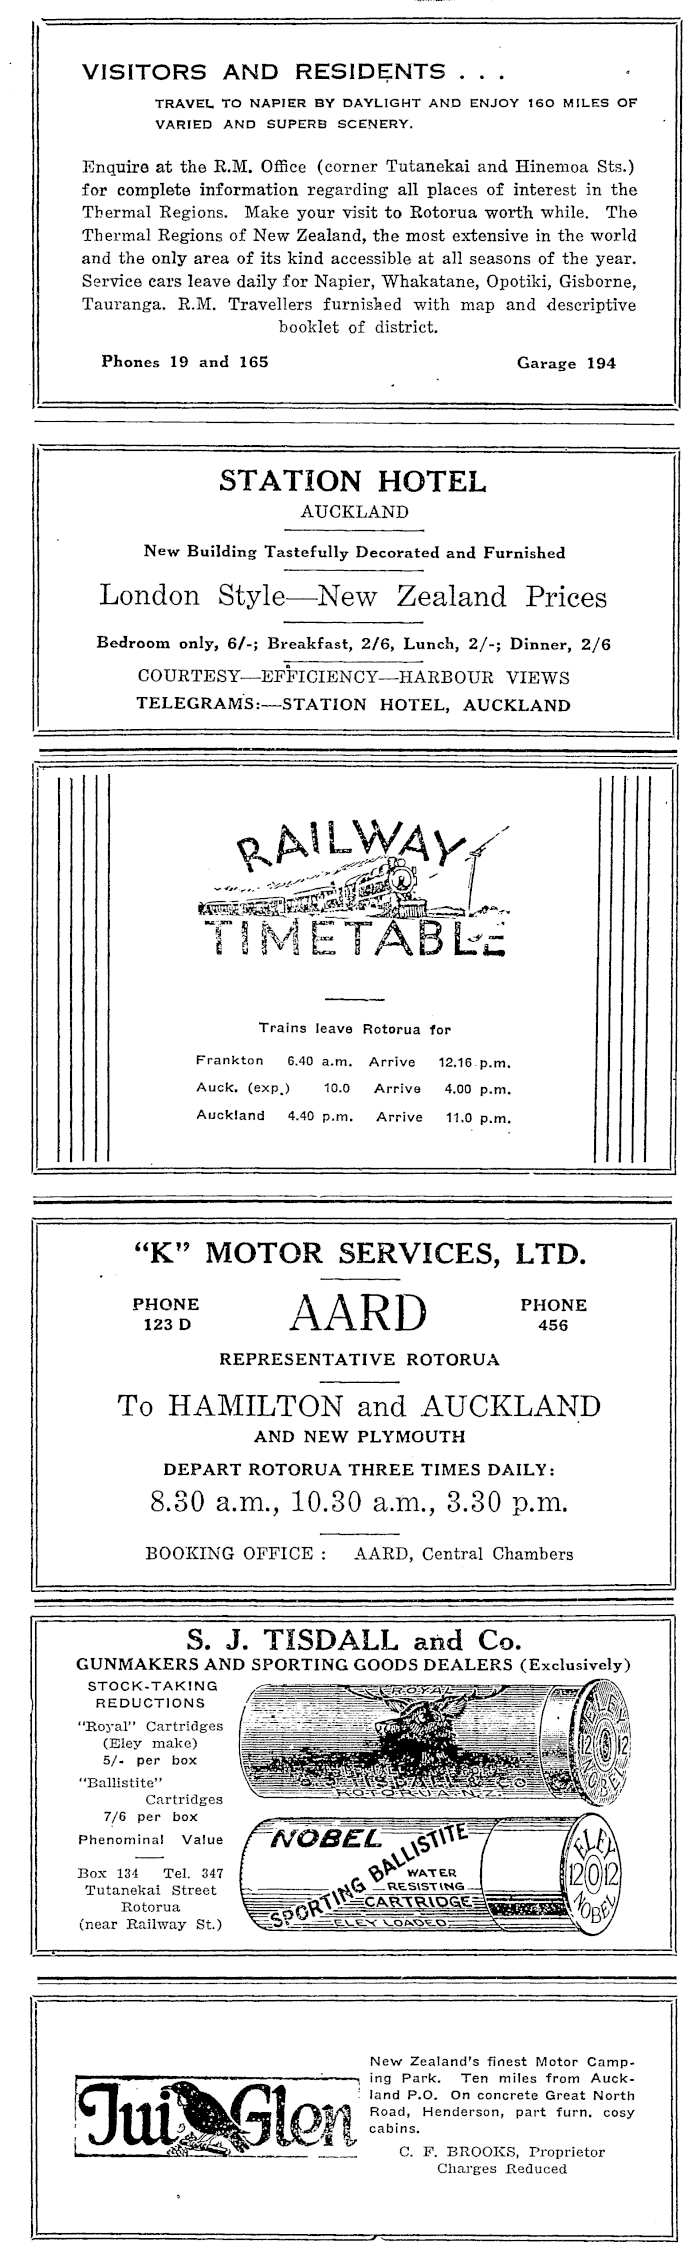 VISITORS AND RESIDENTS . . .
TRAVEL TO NAPIER BY DAYLIGHT AND ENJOY 160 MILES OF
VARIED AND SUPERB SCENERY.
Enquire at the R.M. Office (corner Tutanekai and Hinemoa Sts.)
for complete information regarding all places of interest in the
Thermal Regions. Make your visit to Rotorua worth while. The
Thermal Regions of New Zealand, the most extensive in the world
and the only area of its kind accessible at all seasons of the year.
Service cars leave daily for Napier, Whakatane, Opotiki, Gisborne,
Tauranga. R.M. Travellers furnished with map and descriptive
booklet of district.
Phones 19 and 165 Garage 194
STATION HOTEL
AUCKLAND
New Building Tastefully Decorated and Furnished
London Style—New Zealand Prices
Bedroom only, 6/-; Breakfast, 2/6, Lunch, 2/-; Dinner, 2/6
COURTESY—EFFICIENCY—HARBOUR VIEWS
TELEGRAMS:—STATION HOTEL, AUCKLAND
RAILWAY
TIMETABLE
Trains leave Rotorua for
Frankton 6.40 a.m. Arrive 12.16 p.m.
Auck. (exp.) 10.0 Arrive 4.00 p.m.
Auckland 4.40 p.m. Arrive 11.0 p.m.
"K" MOTOR SERVICES, LTD.
PHONE 123 D AARD PHONE 456
REPRESENTATIVE ROTORUA
To HAMILTON and AUCKLAND
AND NEW PLYMOUTH
DEPART ROTORUA THREE TIMES DAILY:
8.30 a.m., 10.30 a.m., 3.30 p.m.
BOOKING OFFICE : AARD, Central Chambers
S. J. TISDALL and Co.
GUNMAKERS AND SPORTING GOODS DEALERS (Exclusively)
STOCK-TAKING
REDUCTIONS
"Royal" Cartridges
(Eley make)
5/- per box
"Ballistite"
Cartridges
7/6 per box
Phenominal Value
Box 134 Tel. 347
Tutanekai Street
Rotorua
(near Railway St.)
ROYAL
S. J. TISDALL & CO
ROTORUA. N.Z.
ELEY
12 12
NOBEL
NOBEL
SPORTING BALLISTITE
WATER
RESISTING
CARTRIDGE
ELEY LOADED
ELEY
12 12
NOBEL
Tui Glen
New Zealand's finest Motor Camp-
ing Park. Ten miles from Auck-
land P.O. On concrete Great North
Road, Henderson, part furn. cosy
cabins.
C. F. BROOKS, Proprietor
Charges Reduced